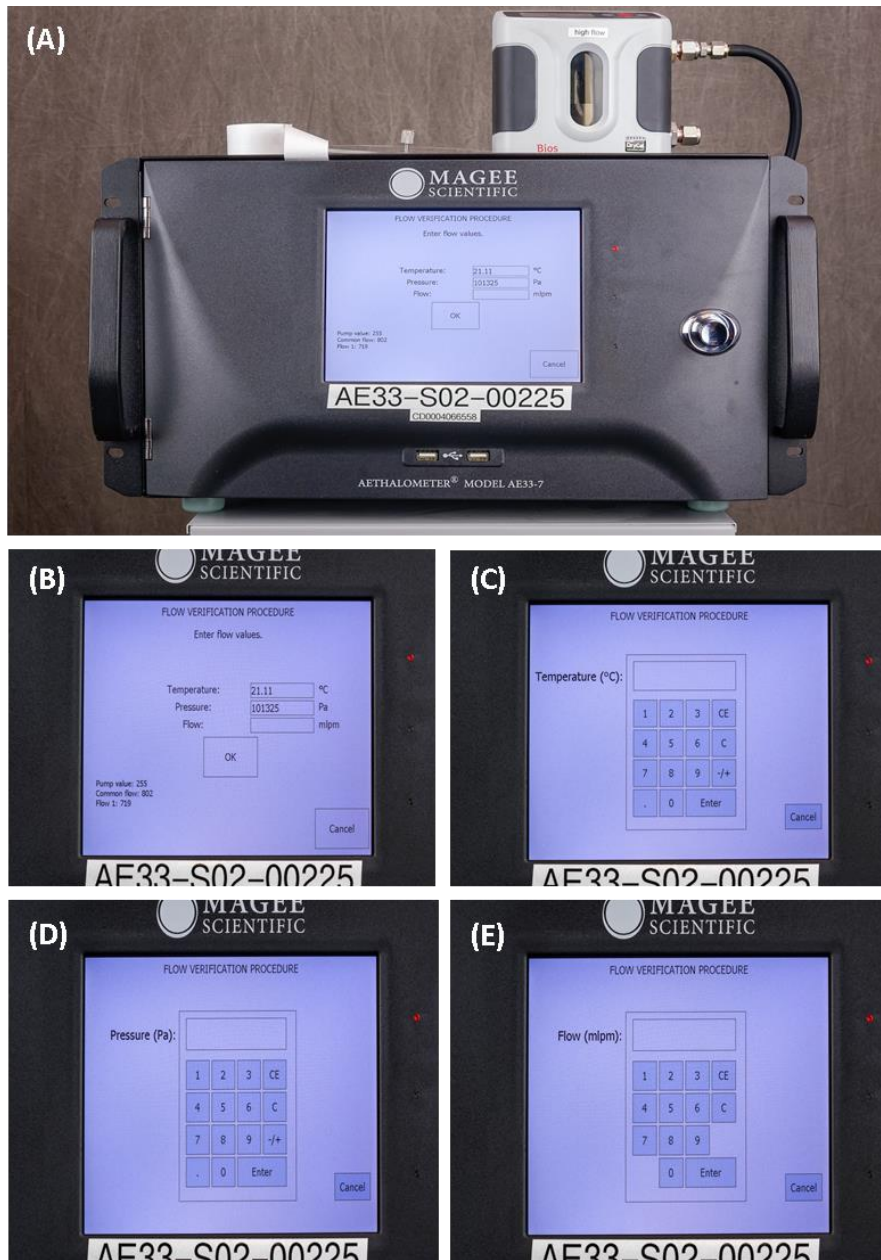 (A)
high flow
Bios
DryCal
MAGEE
SCIENTIFIC
FLOW VERIFICATION PROCEDURE
Enter flow values.
Temperature: 21.11 °C
Pressure: 101325 Pa
Flow: mlpm
OK
Pump value: 255
Common flow: 802
Flow 1: 719
Cancel
AE33-S02-00225
CD0004066558
AETHALOMETER® MODEL AE33-7
(B)
MAGEE
SCIENTIFIC
FLOW VERIFICATION PROCEDURE
Enter flow values.
Temperature: 21.11 °C
Pressure: 101325 Pa
Flow: mlpm
OK
Pump value: 255
Common flow: 802
Flow 1: 719
Cancel
AE33-S02-00225
(C)
MAGEE
SCIENTIFIC
FLOW VERIFICATION PROCEDURE
Temperature (°C):
1 2 3 CE
4 5 6 C
7 8 9 -/+
. 0 Enter
Cancel
AE33-S02-00225
(D)
MAGEE
SCIENTIFIC
FLOW VERIFICATION PROCEDURE
Pressure (Pa):
1 2 3 CE
4 5 6 C
7 8 9 -/+
. 0 Enter
Cancel
AE33-S02-00225
(E)
MAGEE
SCIENTIFIC
FLOW VERIFICATION PROCEDURE
Flow (mlpm):
1 2 3 CE
4 5 6 C
7 8 9
0 Enter
Cancel
AE33-S02-00225